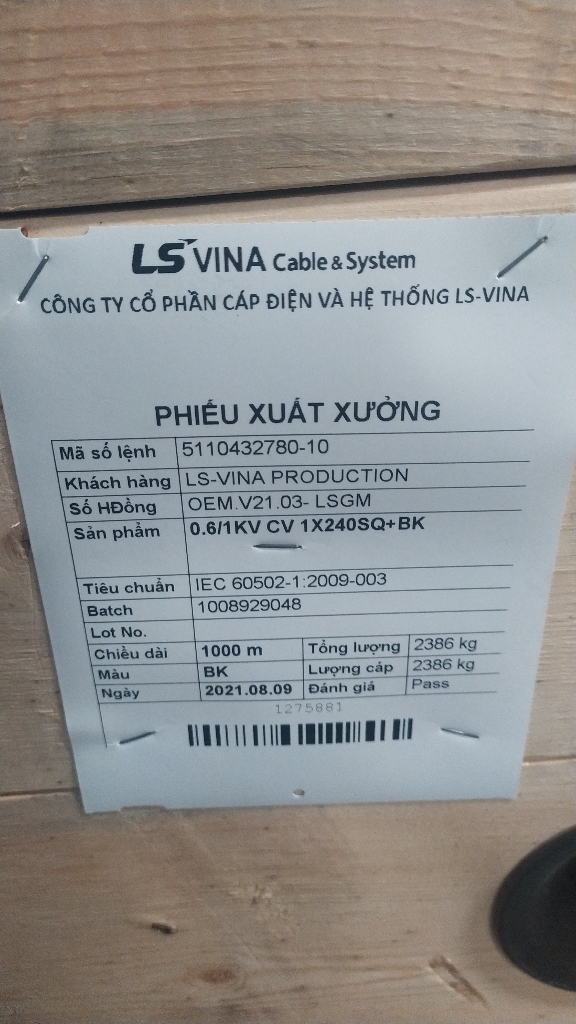 LS VINA Cable & System
CÔNG TY CỔ PHẦN CÁP ĐIỆN VÀ HỆ THỐNG LS-VINA
PHIẾU XUẤT XƯỞNG
Mã số lệnh 5110432780-10
Khách hàng LS-VINA PRODUCTION
Số HĐồng OEM.V21.03- LSGM
Sản phẩm 0.6/1KV CV 1X240SQ+BK
Tiêu chuẩn IEC 60502-1:2009-003
Batch 1008929048
Lot No.
Chiều dài 1000 m Tổng lượng 2386 kg
Màu BK Lượng cáp 2386 kg
Ngày 2021.08.09 Đánh giá Pass
1275881